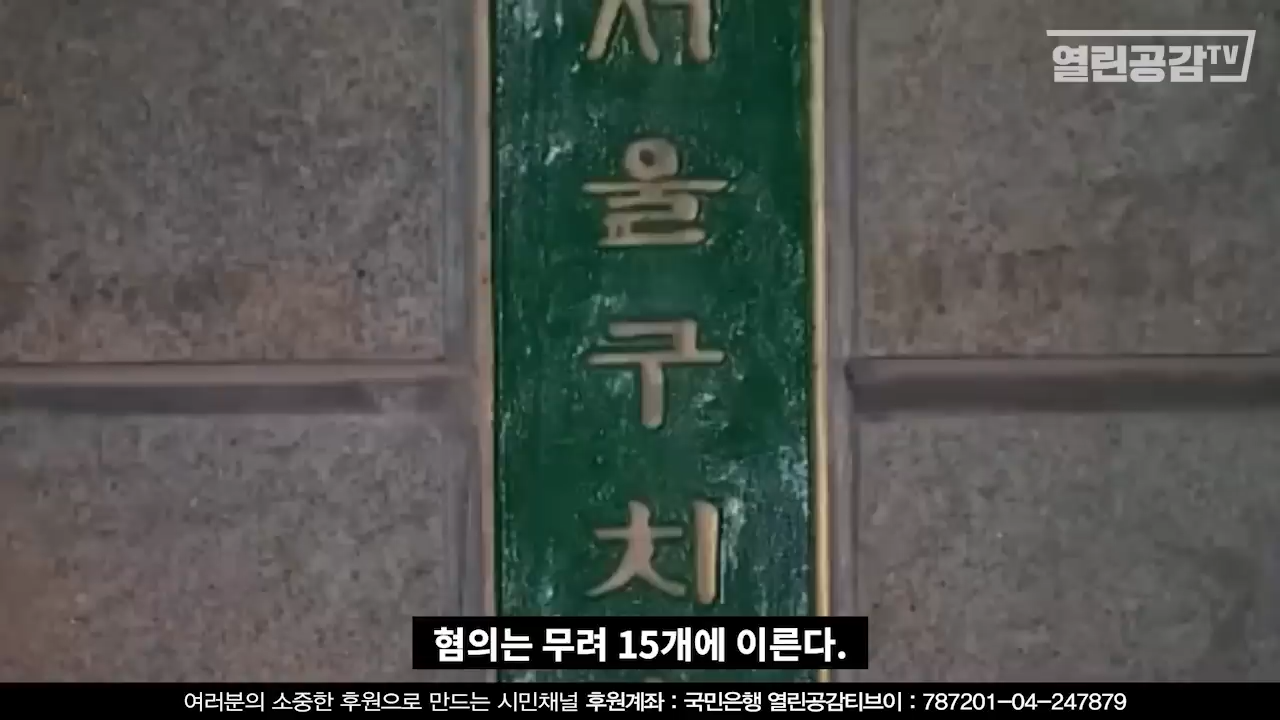 열린공감TV
서
울
구
치
혐의는 무려 15개에 이른다.
여러분의 소중한 후원으로 만드는 시민채널 후원계좌 : 국민은행 열린공감티브이 : 787201-04-247879